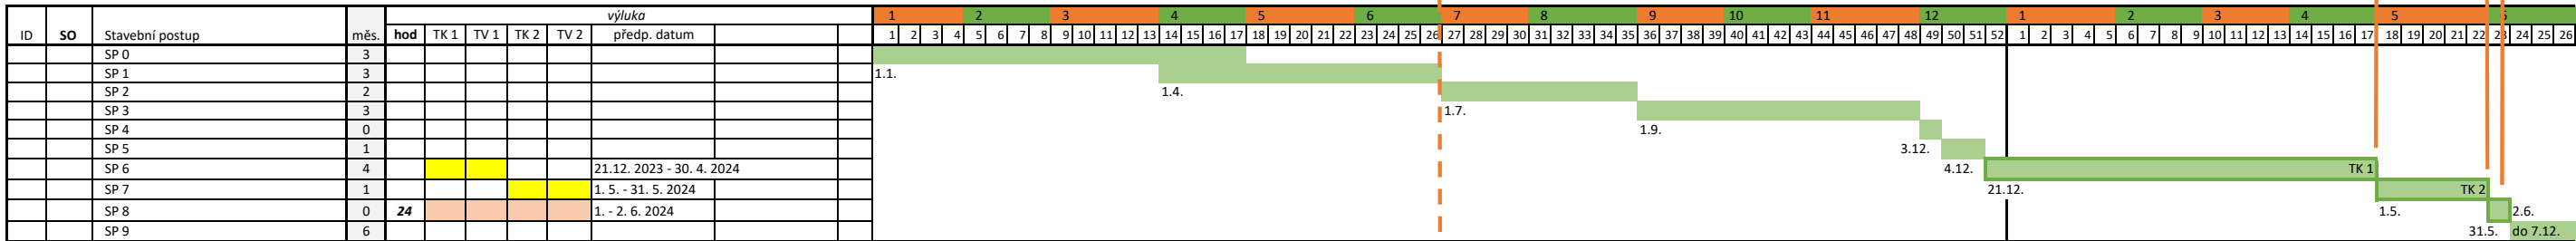 výluka 1 2 3 4 5 6 7 8 9 10 11 12 1 2 3 4 5 6
ID SO Stavební postup měs. hod TK 1 TV 1 TK 2 TV 2 předp. datum 1 2 3 4 5 6 7 8 9 10 11 12 13 14 15 16 17 18 19 20 21 22 23 24 25 26 27 28 29 30 31 32 33 34 35 36 37 38 39 40 41 42 43 44 45 46 47 48 49 50 51 52 1 2 3 4 5 6 7 8 9 10 11 12 13 14 15 16 17 18 19 20 21 22 23 24 25 26
SP 0 3
SP 1 3 1.1.
SP 2 2 1.4.
SP 3 3 1.7.
SP 4 0 1.9.
SP 5 1 3.12.
SP 6 4 21.12. 2023 - 30. 4. 2024 4.12. TK 1
SP 7 1 1. 5. - 31. 5. 2024 21.12. TK 2
SP 8 0 24 1. - 2. 6. 2024 1.5. 2.6.
SP 9 6 31.5. do 7.12.